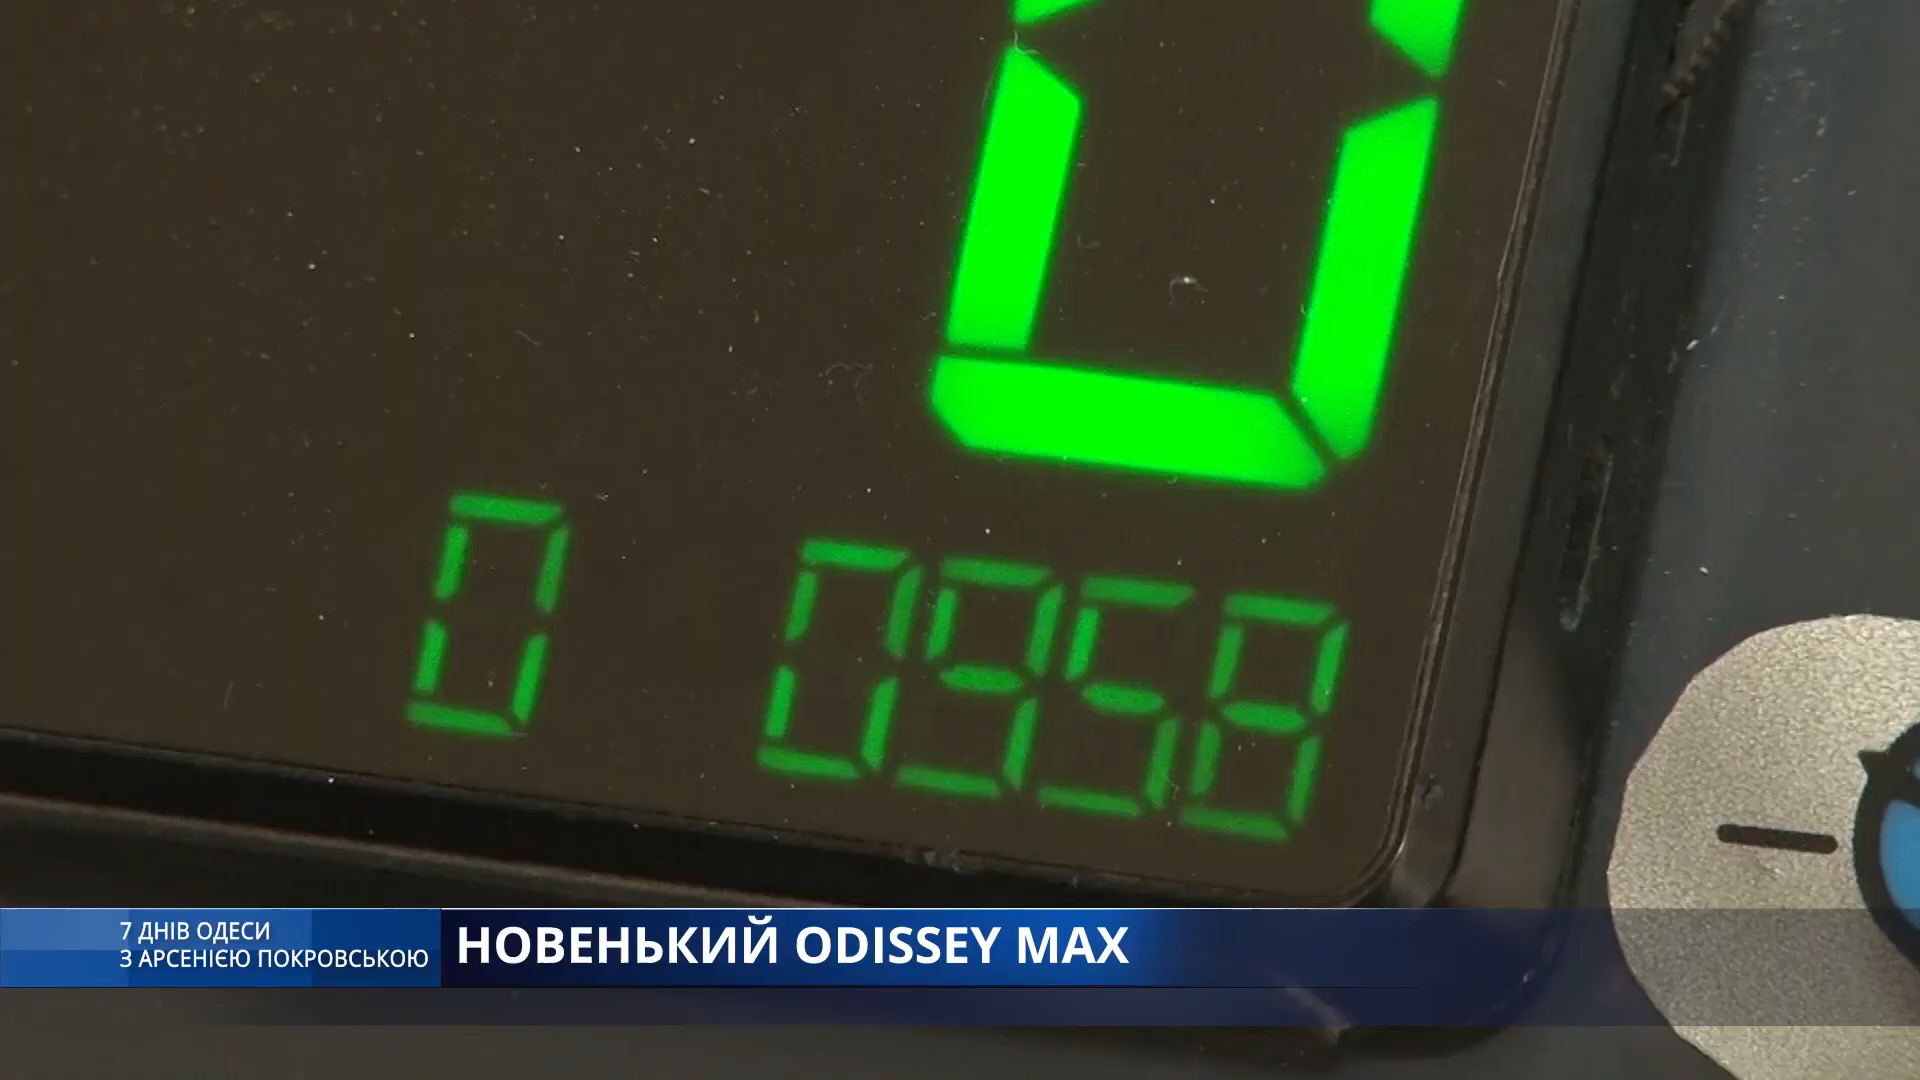 0 0958
7 ДНІВ ОДЕСИ
З АРСЕНІЄЮ ПОКРОВСЬКОЮ
НОВЕНЬКИЙ ODISSEY MAX